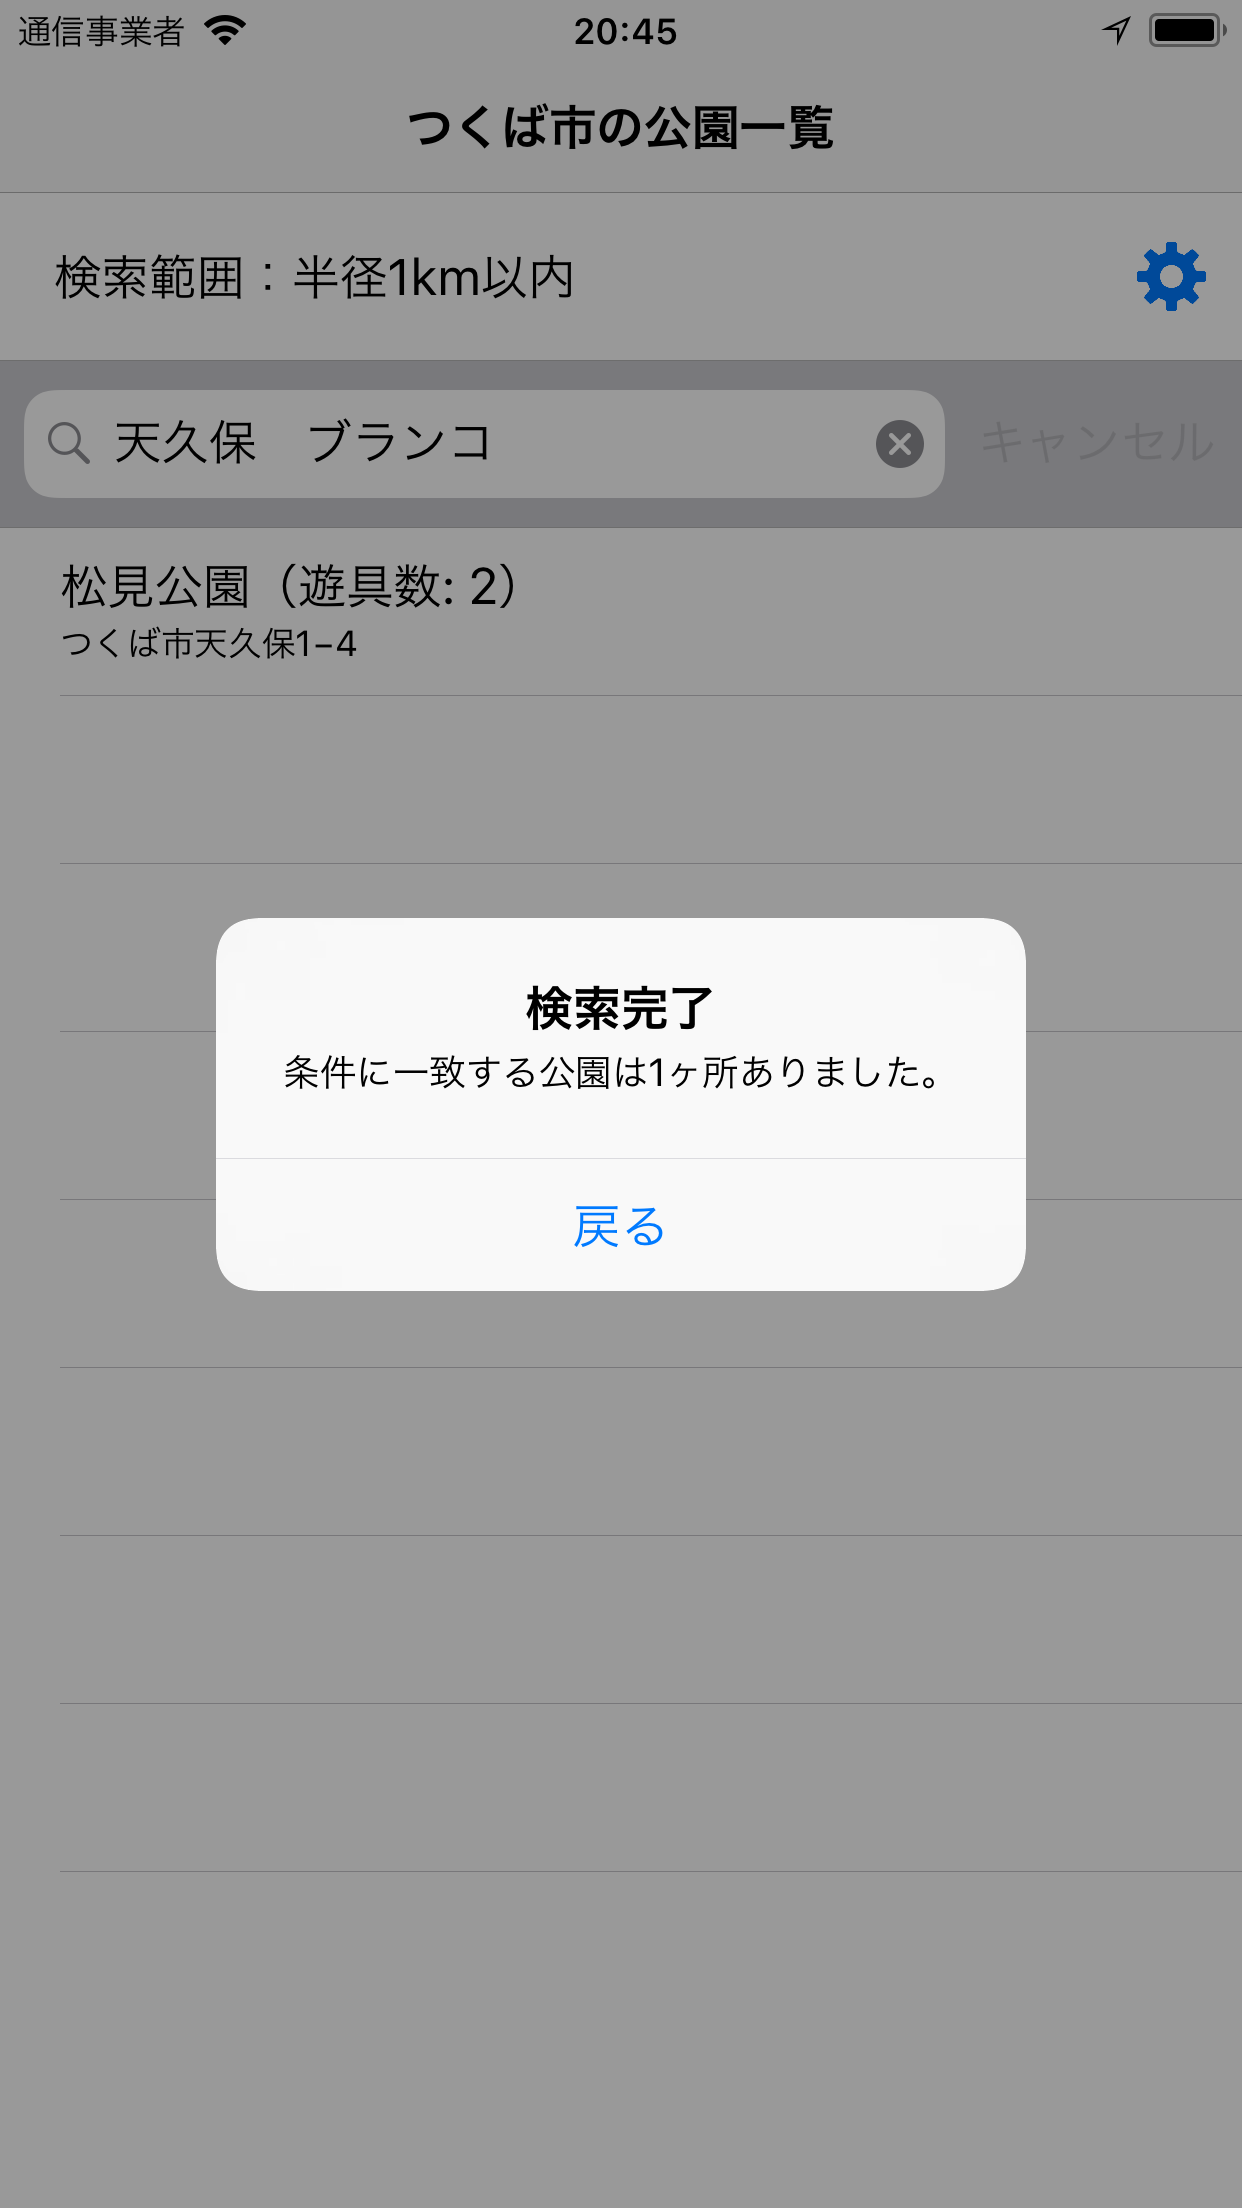 通信事業者
20:45
つくば市の公園一覧
検索範囲：半径1km以内
天久保　ブランコ
キャンセル
松見公園（遊具数: 2）
つくば市天久保1−4
検索完了
条件に一致する公園は1ヶ所ありました。
戻る